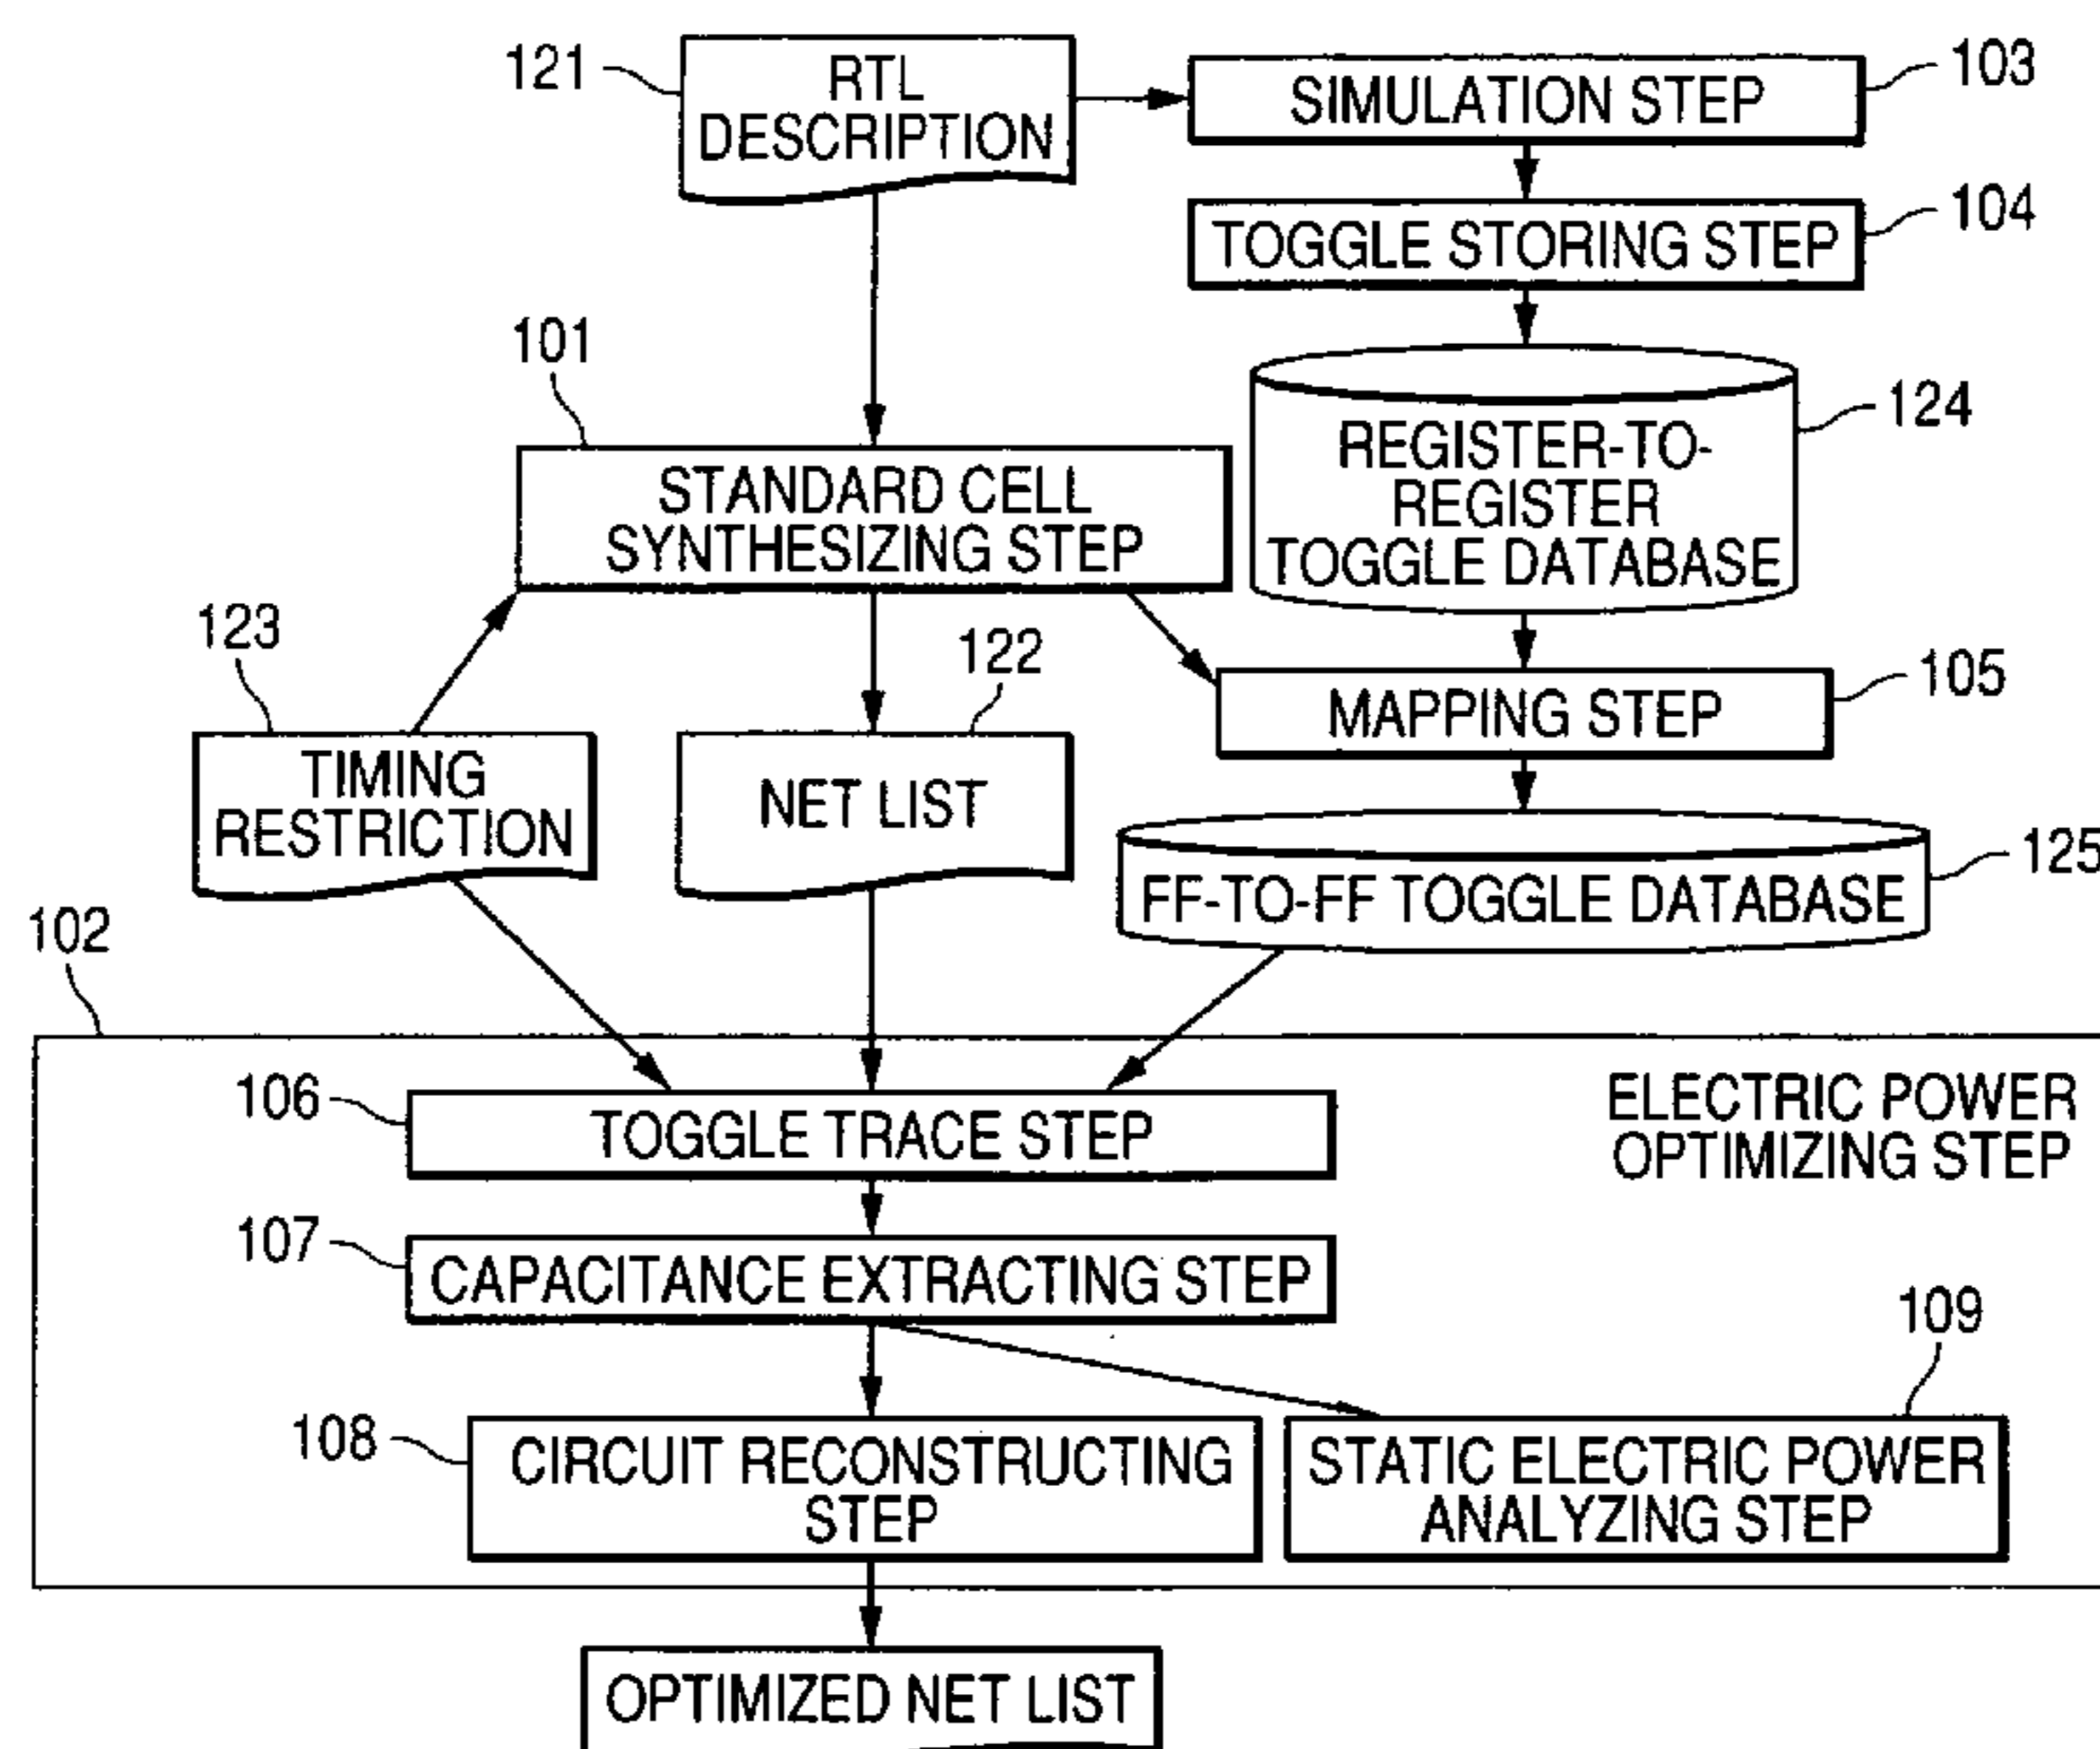 121
RTL
DESCRIPTION
SIMULATION STEP
103
TOGGLE STORING STEP
104
101
STANDARD CELL
SYNTHESIZING STEP
REGISTER-TO-
REGISTER
TOGGLE DATABASE
124
123
122
MAPPING STEP
105
TIMING
RESTRICTION
NET LIST
FF-TO-FF TOGGLE DATABASE
125
102
106
TOGGLE TRACE STEP
ELECTRIC POWER
OPTIMIZING STEP
107
CAPACITANCE EXTRACTING STEP
109
108
CIRCUIT RECONSTRUCTING
STEP
STATIC ELECTRIC POWER
ANALYZING STEP
OPTIMIZED NET LIST